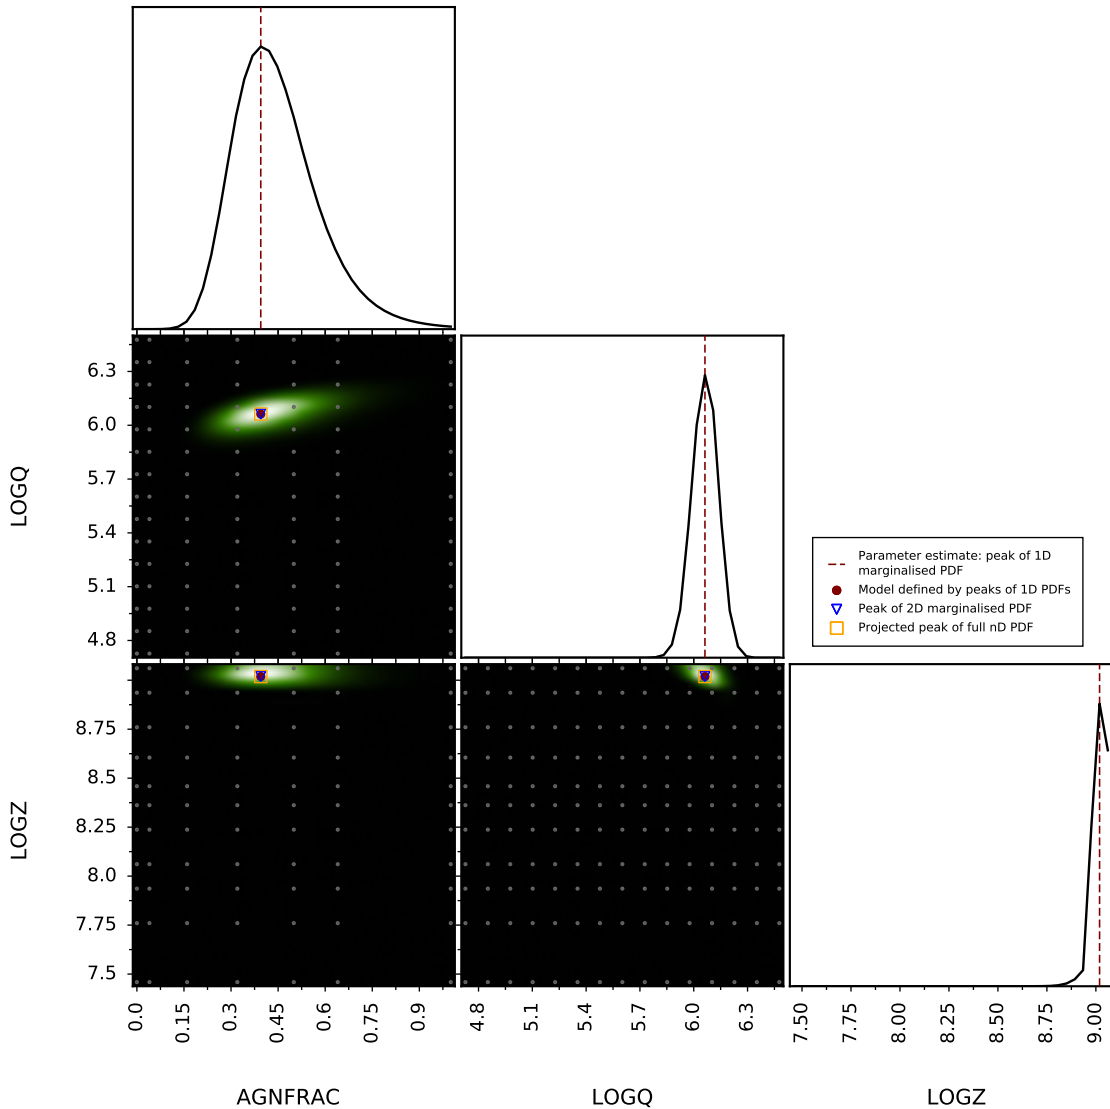 6.3
6.0
5.7
5.4
5.1
4.8
LOGQ
Parameter estimate: peak of 1D
marginalised PDF
Model defined by peaks of 1D PDFs
Peak of 2D marginalised PDF
Projected peak of full nD PDF
8.75
8.5
8.25
8.0
7.75
7.5
LOGZ
0.0 0.15 0.3 0.45 0.6 0.75 0.9
4.8 5.1 5.4 5.7 6.0 6.3
7.50 7.75 8.00 8.25 8.50 8.75 9.00
AGNFRAC LOGQ LOGZ